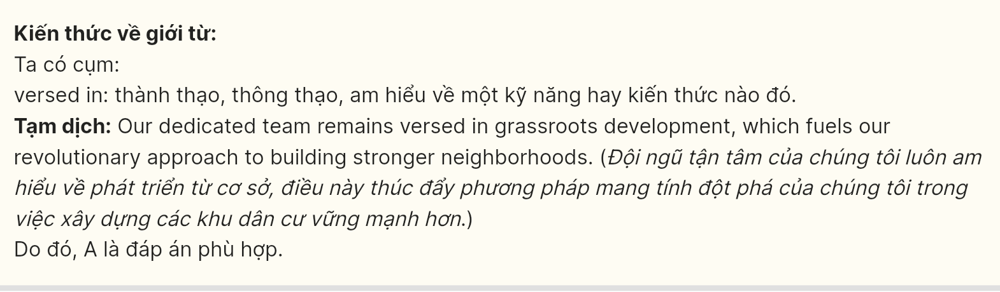 Kiến thức về giới từ:
Ta có cụm:
versed in: thành thạo, thông thạo, am hiểu về một kỹ năng hay kiến thức nào đó.
Tạm dịch: Our dedicated team remains versed in grassroots development, which fuels our
revolutionary approach to building stronger neighborhoods. (Đội ngũ tận tâm của chúng tôi luôn am
hiểu về phát triển từ cơ sở, điều này thúc đẩy phương pháp mang tính đột phá của chúng tôi trong
việc xây dựng các khu dân cư vững mạnh hơn.)
Do đó, A là đáp án phù hợp.